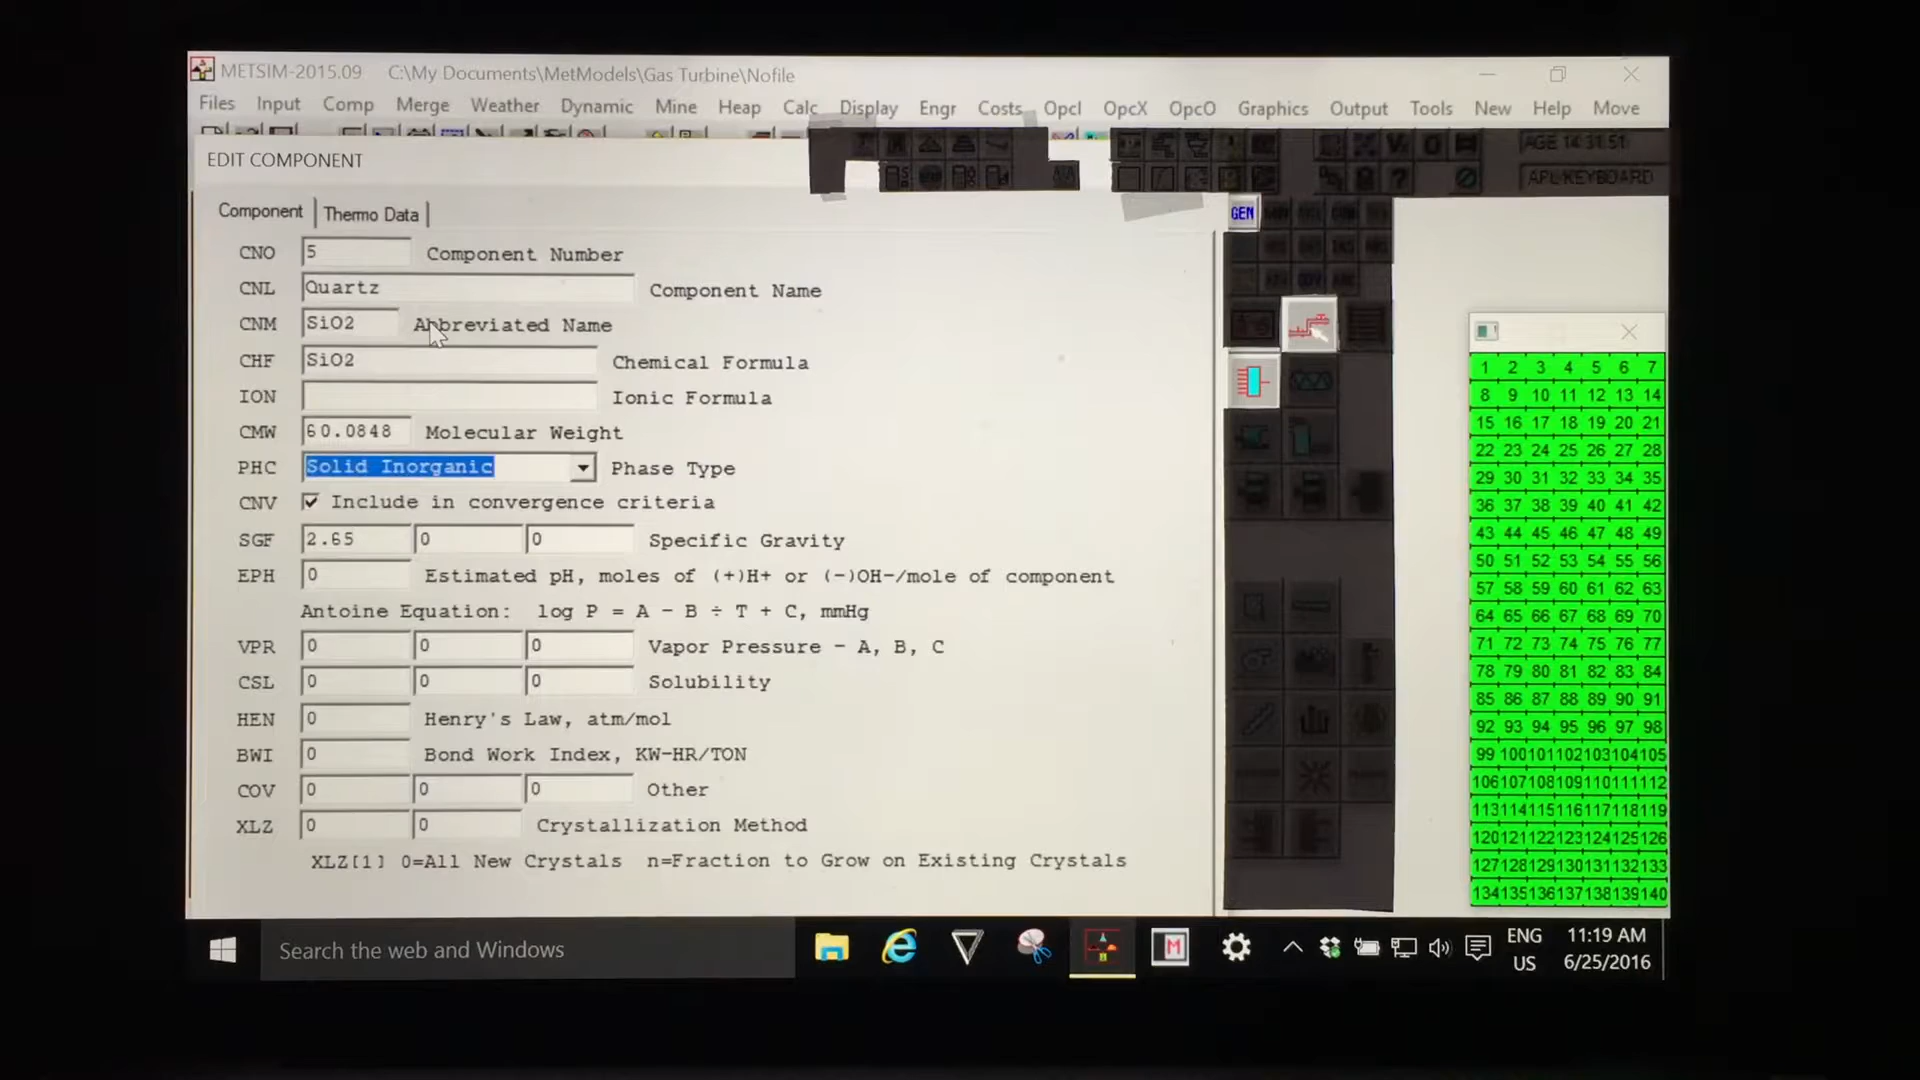 METSIM-2015.09 C:\My Documents\MetModels\Gas Turbine\Nofile
Files Input Comp Merge Weather Dynamic Mine Heap Calc Display Engr Costs OpcI OpcX OpcO Graphics Output Tools New Help Move
AGE 14:31:51
APL KEYBOARD
EDIT COMPONENT
Component Thermo Data
GEN
CNO 5 Component Number
CNL Quartz Component Name
CNM SiO2 Abbreviated Name
CHF SiO2 Chemical Formula
ION Ionic Formula
CMW 60.0848 Molecular Weight
PHC Solid Inorganic Phase Type
CNV Include in convergence criteria
SGF 2.65 0 0 Specific Gravity
EPH 0 Estimated pH, moles of (+)H+ or (-)OH-/mole of component
Antoine Equation: log P = A - B ÷ T + C, mmHg
VPR 0 0 0 Vapor Pressure - A, B, C
CSL 0 0 0 Solubility
HEN 0 Henry's Law, atm/mol
BWI 0 Bond Work Index, KW-HR/TON
COV 0 0 0 Other
XLZ 0 0 Crystallization Method
XLZ[1] 0=All New Crystals n=Fraction to Grow on Existing Crystals
1 2 3 4 5 6 7
8 9 10 11 12 13 14
15 16 17 18 19 20 21
22 23 24 25 26 27 28
29 30 31 32 33 34 35
36 37 38 39 40 41 42
43 44 45 46 47 48 49
50 51 52 53 54 55 56
57 58 59 60 61 62 63
64 65 66 67 68 69 70
71 72 73 74 75 76 77
78 79 80 81 82 83 84
85 86 87 88 89 90 91
92 93 94 95 96 97 98
99 100 101 102 103 104 105
106 107 108 109 110 111 112
113 114 115 116 117 118 119
120 121 122 123 124 125 126
127 128 129 130 131 132 133
134 135 136 137 138 139 140
Search the web and Windows
M
ENG
US
11:19 AM
6/25/2016